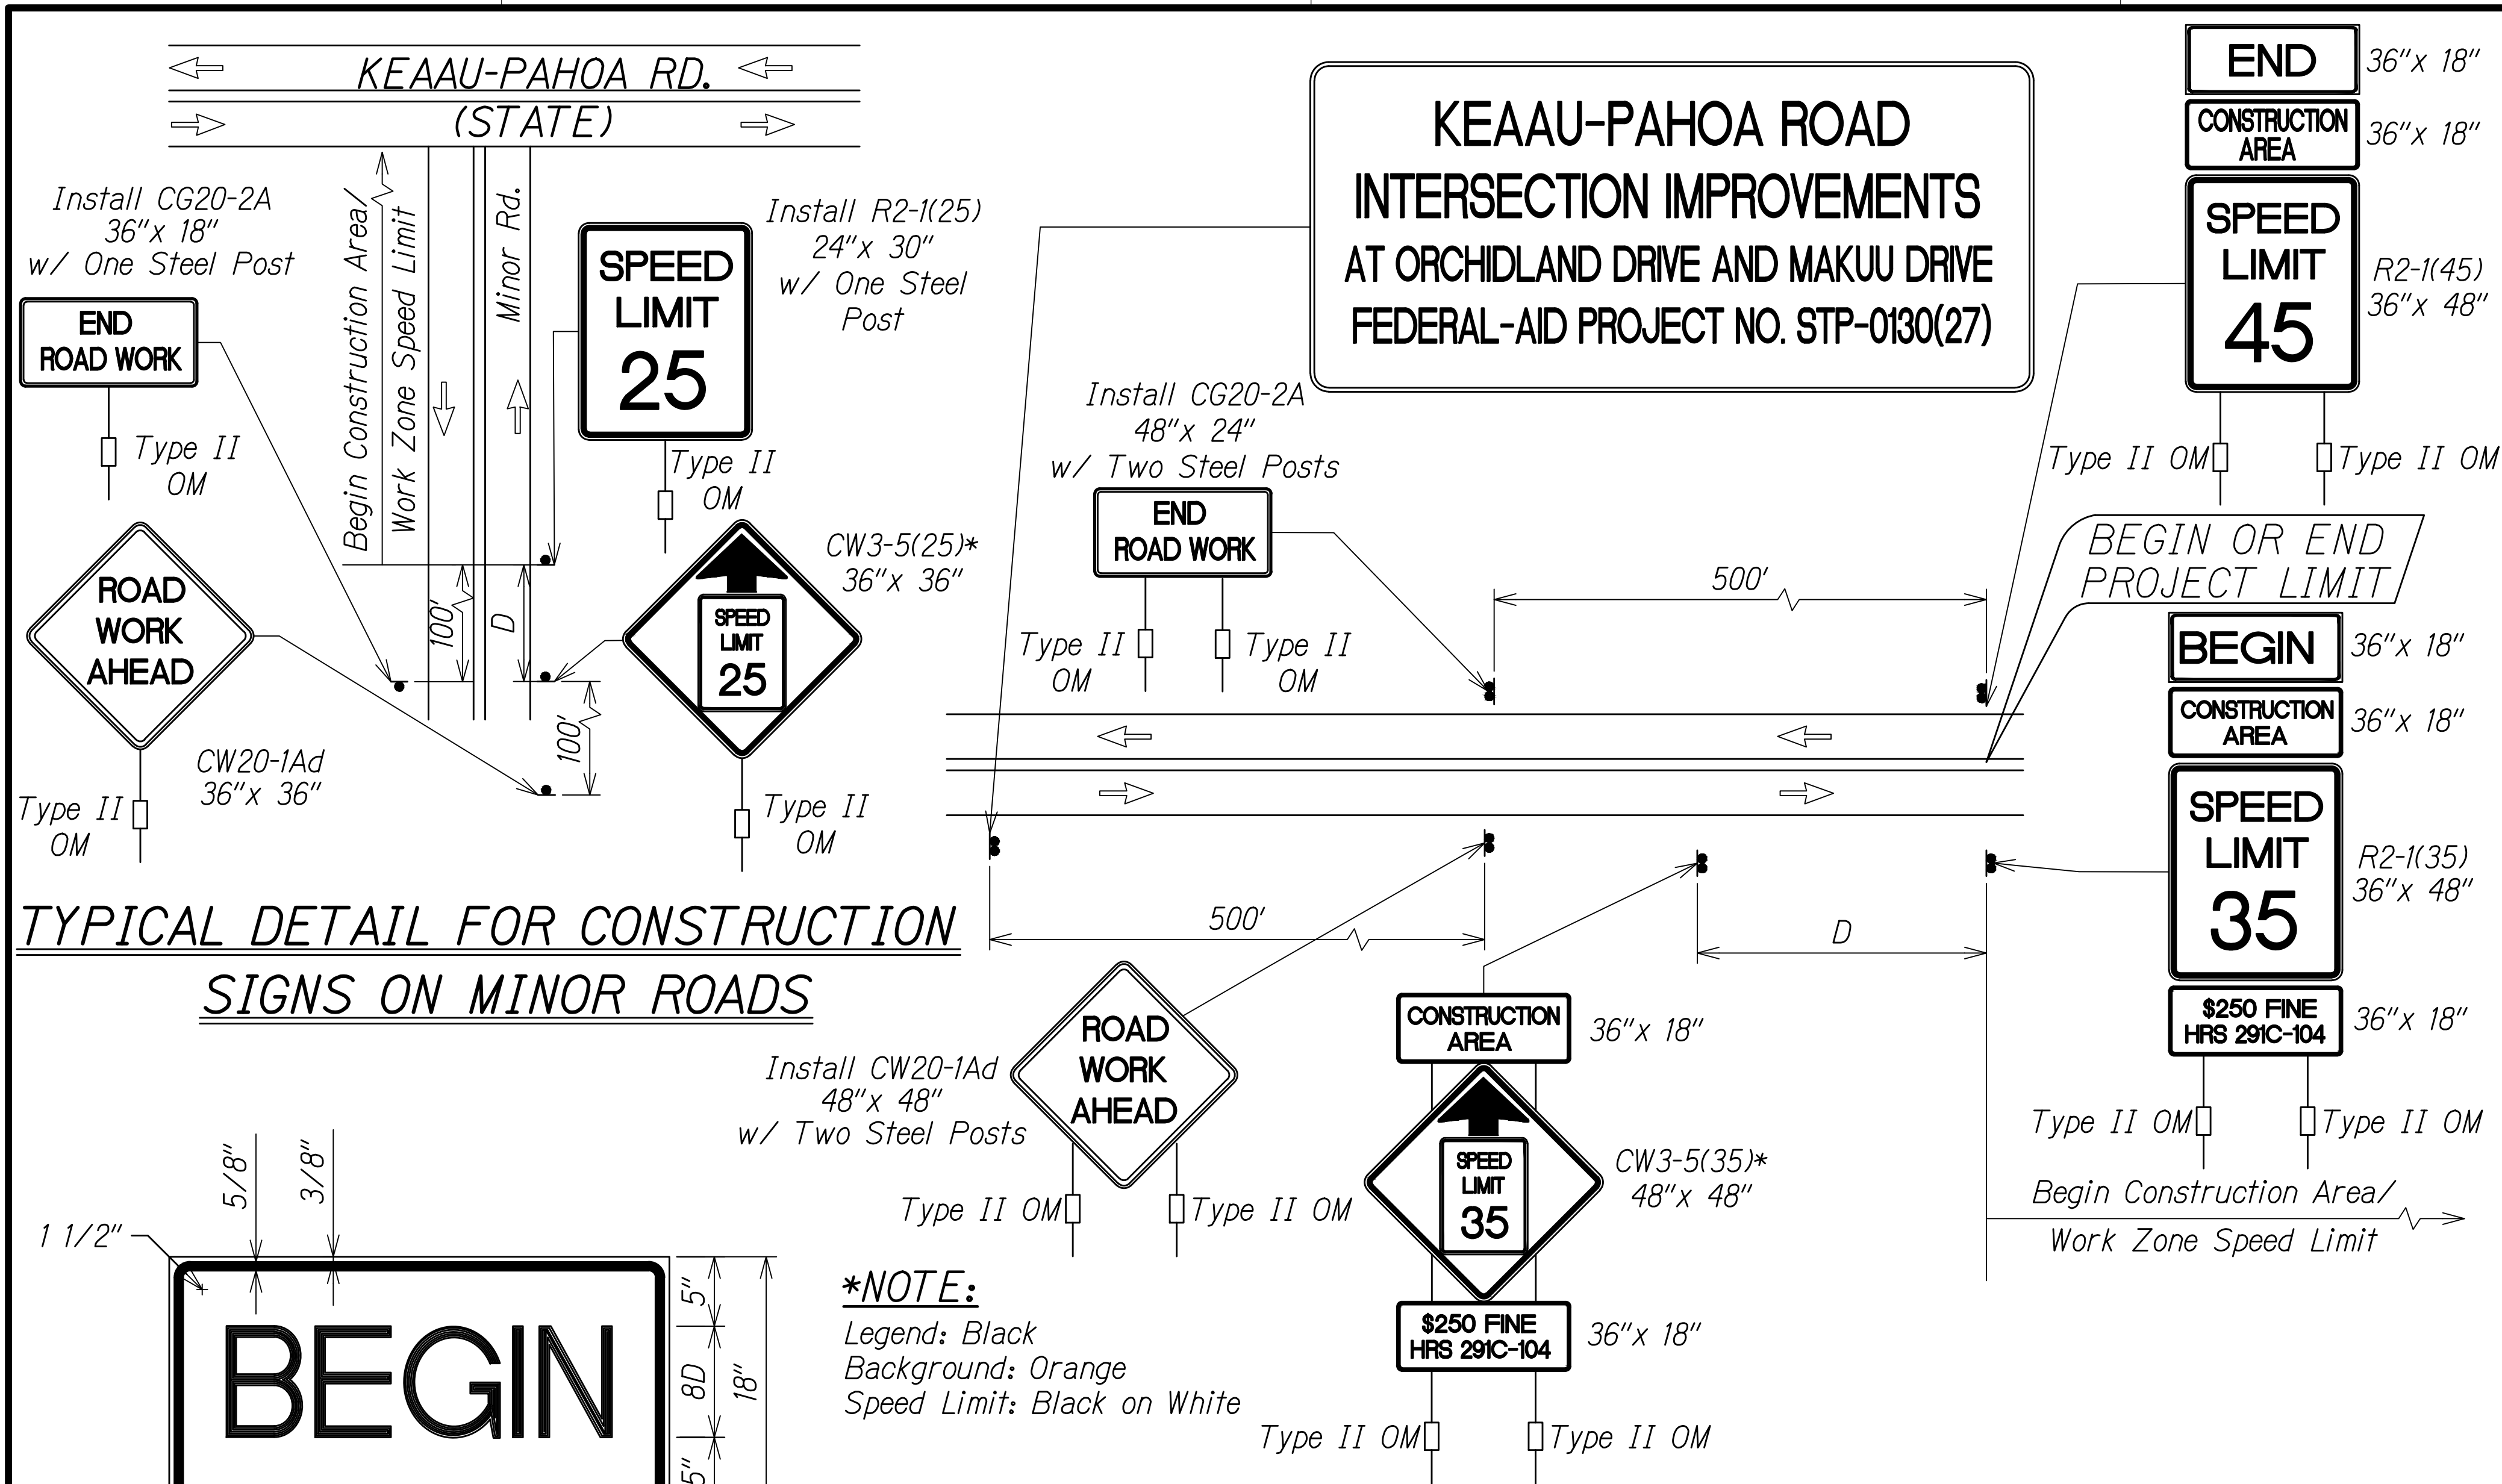 KEAAU-PAHOA RD.
(STATE)
Install CG20-2A
36"x 18"
w/ One Steel Post
END
ROAD WORK
Type II
OM
Begin Construction Area/
Work Zone Speed Limit
Minor Rd.
Install R2-1(25)
24"x 30"
w/ One Steel
Post
SPEED
LIMIT
25
Type II
OM
ROAD
WORK
AHEAD
CW20-1Ad
36"x 36"
Type II
OM
100'
D
100'
CW3-5(25)*
36"x 36"
SPEED
LIMIT
25
Type II
OM
TYPICAL DETAIL FOR CONSTRUCTION
SIGNS ON MINOR ROADS
KEAAU-PAHOA ROAD
INTERSECTION IMPROVEMENTS
AT ORCHIDLAND DRIVE AND MAKUU DRIVE
FEDERAL-AID PROJECT NO. STP-0130(27)
Install CG20-2A
48"x 24"
w/ Two Steel Posts
END
ROAD WORK
Type II
OM
Type II
OM
500'
END
36"x 18"
CONSTRUCTION
AREA
36"x 18"
SPEED
LIMIT
45
R2-1(45)
36"x 48"
Type II OM
Type II OM
BEGIN OR END
PROJECT LIMIT
BEGIN
36"x 18"
CONSTRUCTION
AREA
36"x 18"
SPEED
LIMIT
35
R2-1(35)
36"x 48"
$250 FINE
HRS 291C-104
36"x 18"
Type II OM
Type II OM
Begin Construction Area/
Work Zone Speed Limit
500'
D
Install CW20-1Ad
48"x 48"
w/ Two Steel Posts
ROAD
WORK
AHEAD
Type II OM
Type II OM
CONSTRUCTION
AREA
36"x 18"
SPEED
LIMIT
35
CW3-5(35)*
48"x 48"
$250 FINE
HRS 291C-104
36"x 18"
Type II OM
Type II OM
*NOTE:
Legend: Black
Background: Orange
Speed Limit: Black on White
1 1/2"
5/8"
3/8"
BEGIN
5"
8D
5"
18"